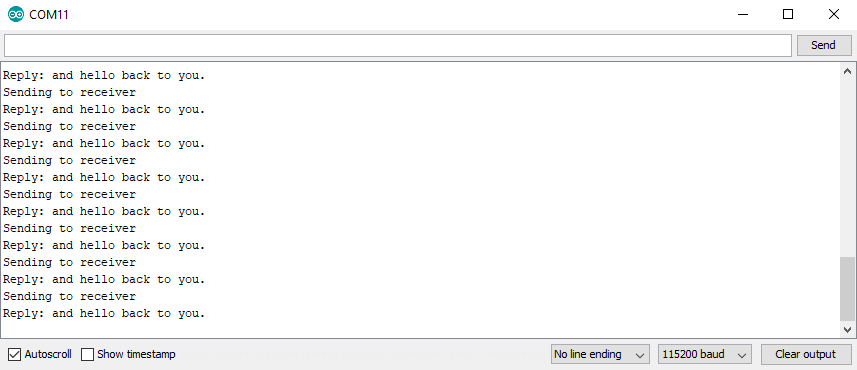 COM11
Send
Reply: and hello back to you.
Sending to receiver
Reply: and hello back to you.
Sending to receiver
Reply: and hello back to you.
Sending to receiver
Reply: and hello back to you.
Sending to receiver
Reply: and hello back to you.
Sending to receiver
Reply: and hello back to you.
Sending to receiver
Reply: and hello back to you.
Sending to receiver
Reply: and hello back to you.
Autoscroll Show timestamp No line ending 115200 baud Clear output